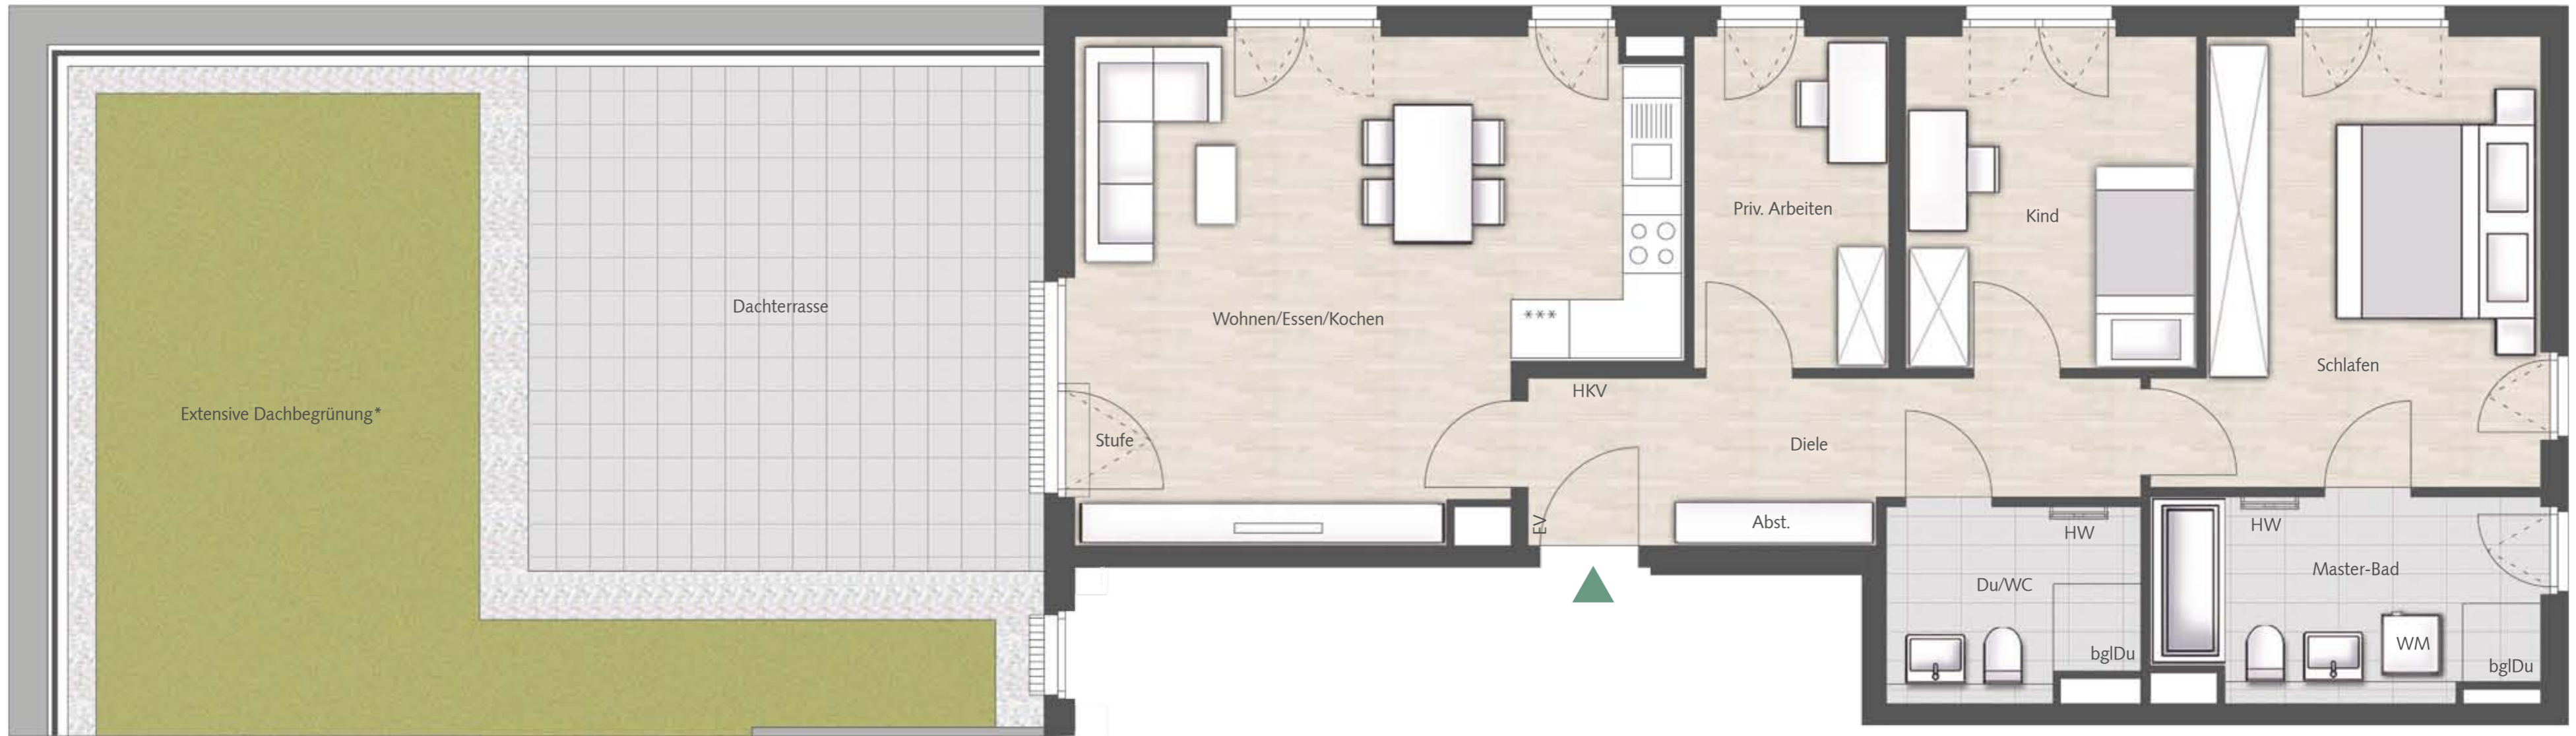 Extensive Dachbegrünung*
Dachterrasse
Stufe
Wohnen/Essen/Kochen
***
Priv. Arbeiten
Kind
Schlafen
HKV
Diele
EV
Abst.
HW
Du/WC
bglDu
HW
Master-Bad
WM
bglDu